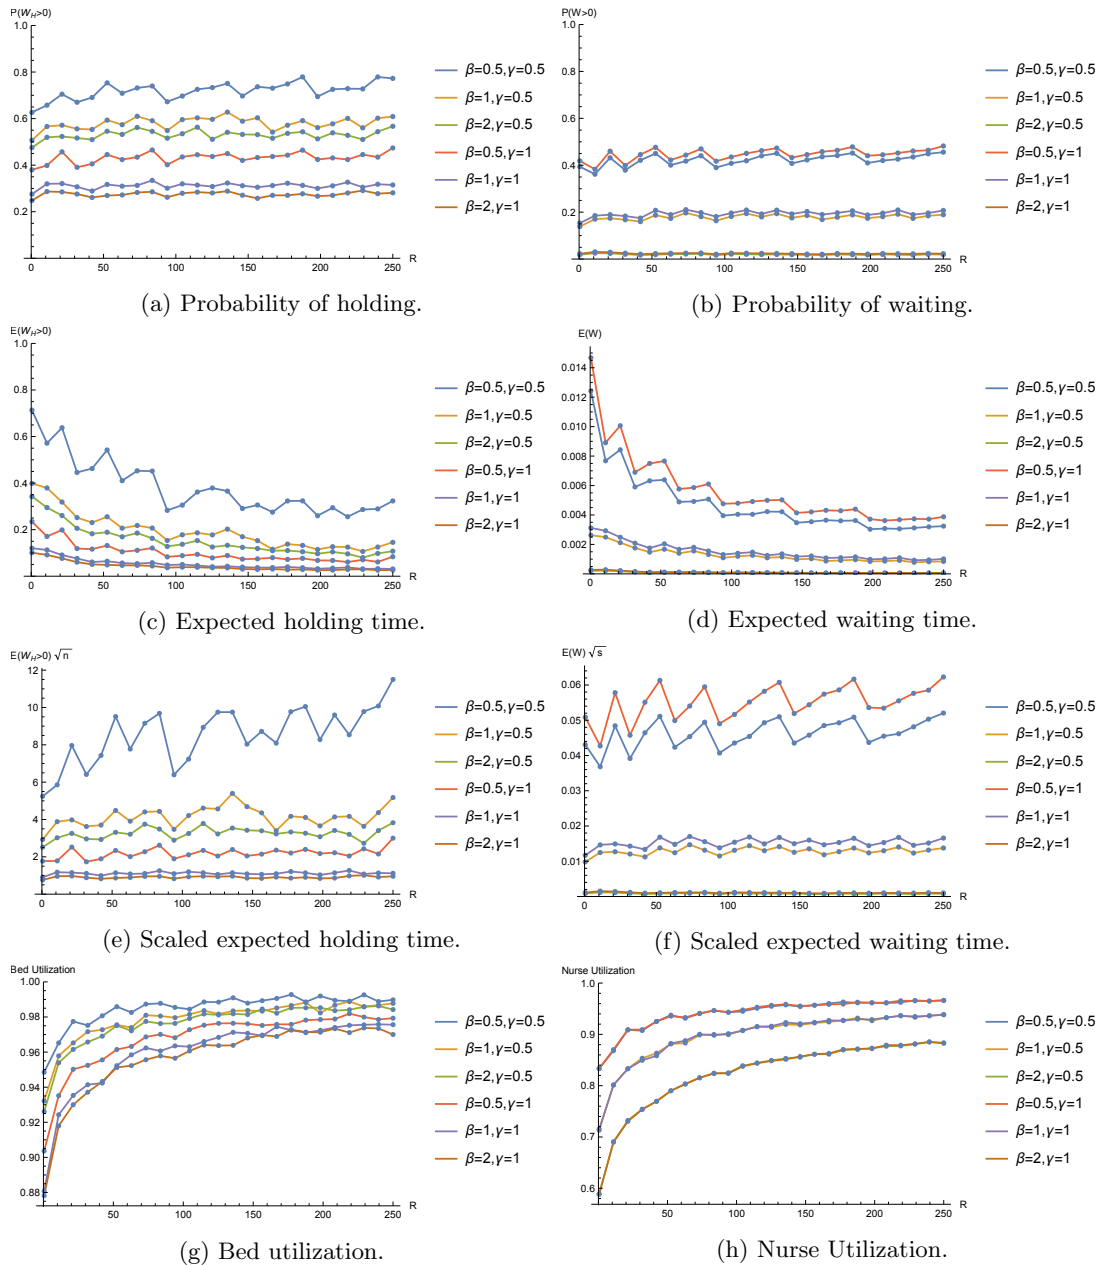 P(W_H>0)
1.0
0.8
0.6
0.4
0.2
0
50
100
150
200
250
R
β=0.5,γ=0.5
β=1,γ=0.5
β=2,γ=0.5
β=0.5,γ=1
β=1,γ=1
β=2,γ=1
(a) Probability of holding.
P(W>0)
1.0
0.8
0.6
0.4
0.2
0
50
100
150
200
250
R
β=0.5,γ=0.5
β=1,γ=0.5
β=2,γ=0.5
β=0.5,γ=1
β=1,γ=1
β=2,γ=1
(b) Probability of waiting.
E(W_H>0)
1.0
0.8
0.6
0.4
0.2
0
50
100
150
200
250
R
β=0.5,γ=0.5
β=1,γ=0.5
β=2,γ=0.5
β=0.5,γ=1
β=1,γ=1
β=2,γ=1
(c) Expected holding time.
E(W)
0.014
0.012
0.010
0.008
0.006
0.004
0.002
0
50
100
150
200
250
R
β=0.5,γ=0.5
β=1,γ=0.5
β=2,γ=0.5
β=0.5,γ=1
β=1,γ=1
β=2,γ=1
(d) Expected waiting time.
E(W_H>0) √n
12
10
8
6
4
2
0
50
100
150
200
250
R
β=0.5,γ=0.5
β=1,γ=0.5
β=2,γ=0.5
β=0.5,γ=1
β=1,γ=1
β=2,γ=1
(e) Scaled expected holding time.
E(W) √s
0.06
0.05
0.04
0.03
0.02
0.01
0
50
100
150
200
250
R
β=0.5,γ=0.5
β=1,γ=0.5
β=2,γ=0.5
β=0.5,γ=1
β=1,γ=1
β=2,γ=1
(f) Scaled expected waiting time.
Bed Utilization
1.00
0.98
0.96
0.94
0.92
0.90
0.88
50
100
150
200
250
R
β=0.5,γ=0.5
β=1,γ=0.5
β=2,γ=0.5
β=0.5,γ=1
β=1,γ=1
β=2,γ=1
(g) Bed utilization.
Nurse Utilization
1.0
0.9
0.8
0.7
0.6
0
50
100
150
200
250
R
β=0.5,γ=0.5
β=1,γ=0.5
β=2,γ=0.5
β=0.5,γ=1
β=1,γ=1
β=2,γ=1
(h) Nurse Utilization.